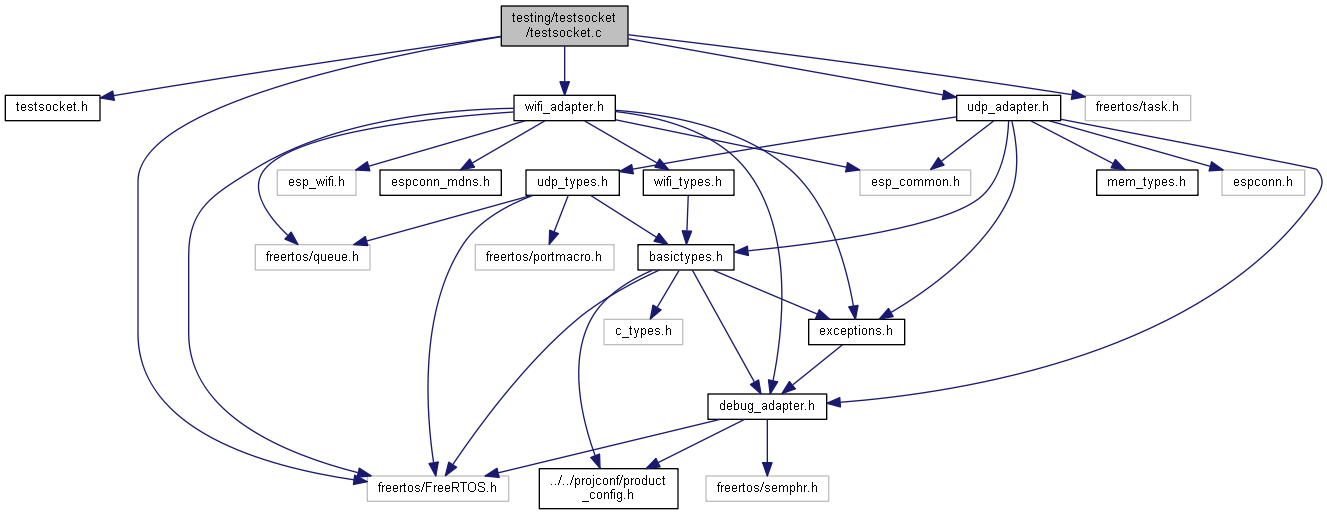 testing/testsocket
/testsocket.c
testsocket.h
wifi_adapter.h
udp_adapter.h
freertos/task.h
esp_wifi.h
espconn_mdns.h
udp_types.h
wifi_types.h
esp_common.h
mem_types.h
espconn.h
freertos/queue.h
freertos/portmacro.h
basictypes.h
c_types.h
exceptions.h
debug_adapter.h
freertos/FreeRTOS.h
../../projconf/product
_config.h
freertos/semphr.h